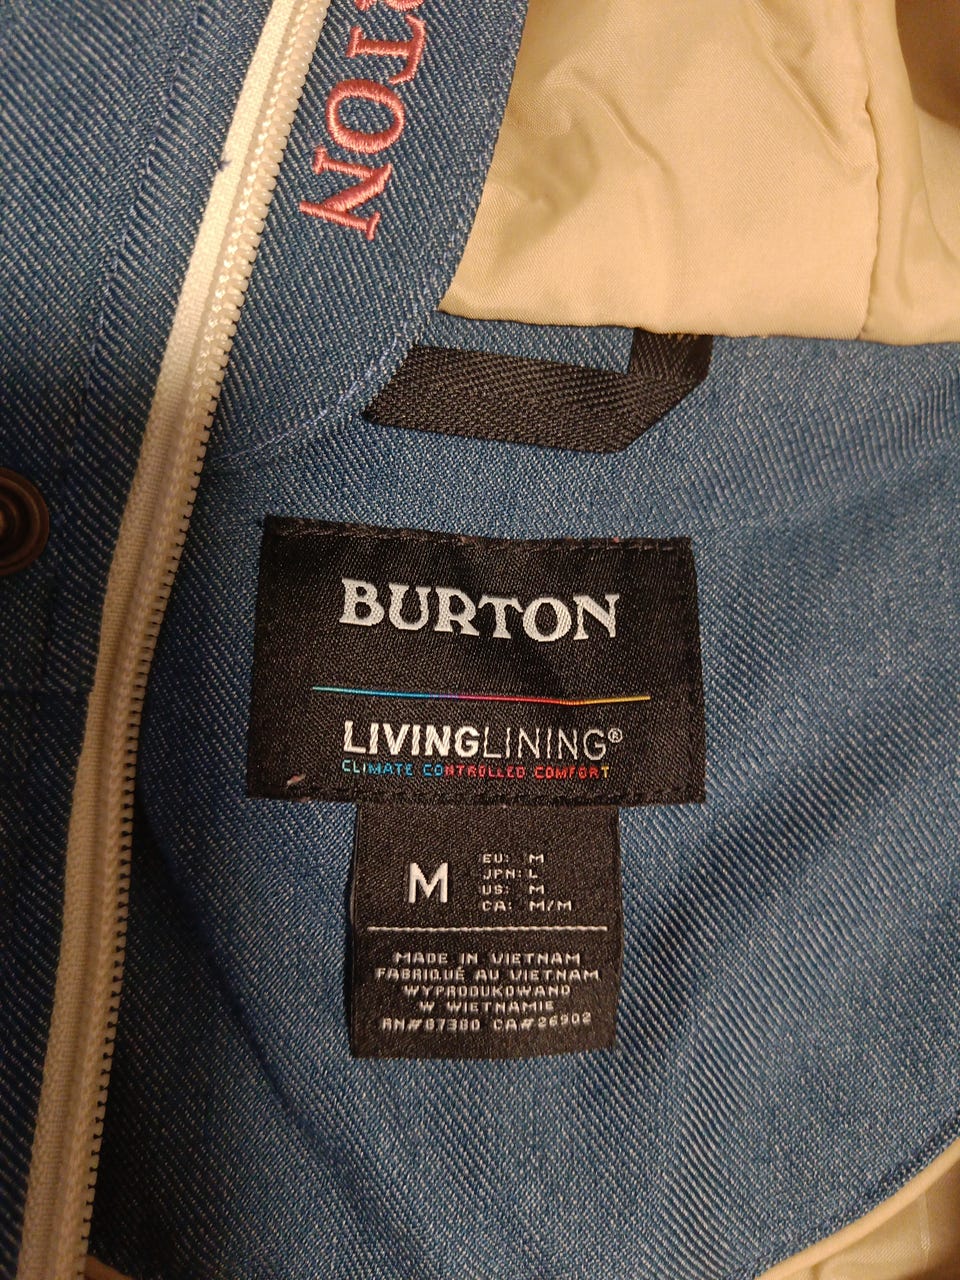 RTON
BURTON
LIVINGLINING®
CLIMATE CONTROLLED COMFORT
M
EU: M
JPN: L
US: M
CA: M/M
MADE IN VIETNAM
FABRIQUÉ AU VIETNAM
WYPRODUKOWANO
W WIETNAMIE
RN#87380 CA#26902